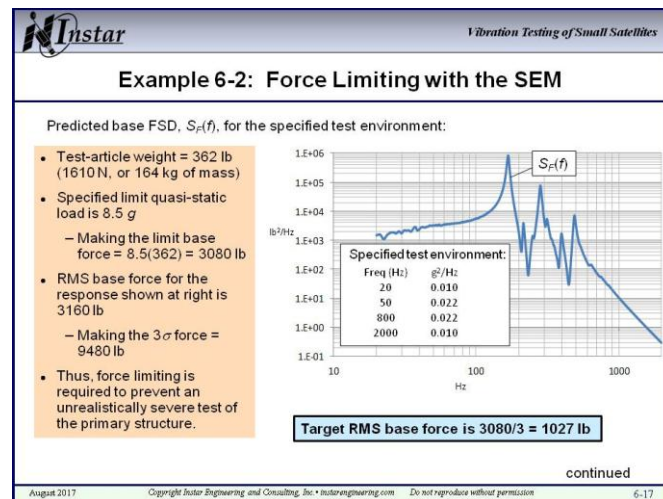 Instar
Vibration Testing of Small Satellites
Example 6-2: Force Limiting with the SEM
Predicted base FSD, SF(f), for the specified test environment:
• Test-article weight = 362 lb
(1610 N, or 164 kg of mass)
• Specified limit quasi-static
load is 8.5 g
– Making the limit base
force = 8.5(362) = 3080 lb
• RMS base force for the
response shown at right is
3160 lb
– Making the 3σ force =
9480 lb
• Thus, force limiting is
required to prevent an
unrealistically severe test of
the primary structure.
lb²/Hz
1.E+06
1.E+05
1.E+04
1.E+03
1.E+02
1.E+01
1.E+00
1.E-01
SF(f)
Specified test environment:
Freq (Hz) g²/Hz
20 0.010
50 0.022
800 0.022
2000 0.010
10 100 1000
Hz
Target RMS base force is 3080/3 = 1027 lb
continued
August 2017 Copyright Instar Engineering and Consulting, Inc. • instarengineering.com Do not reproduce without permission 6-17